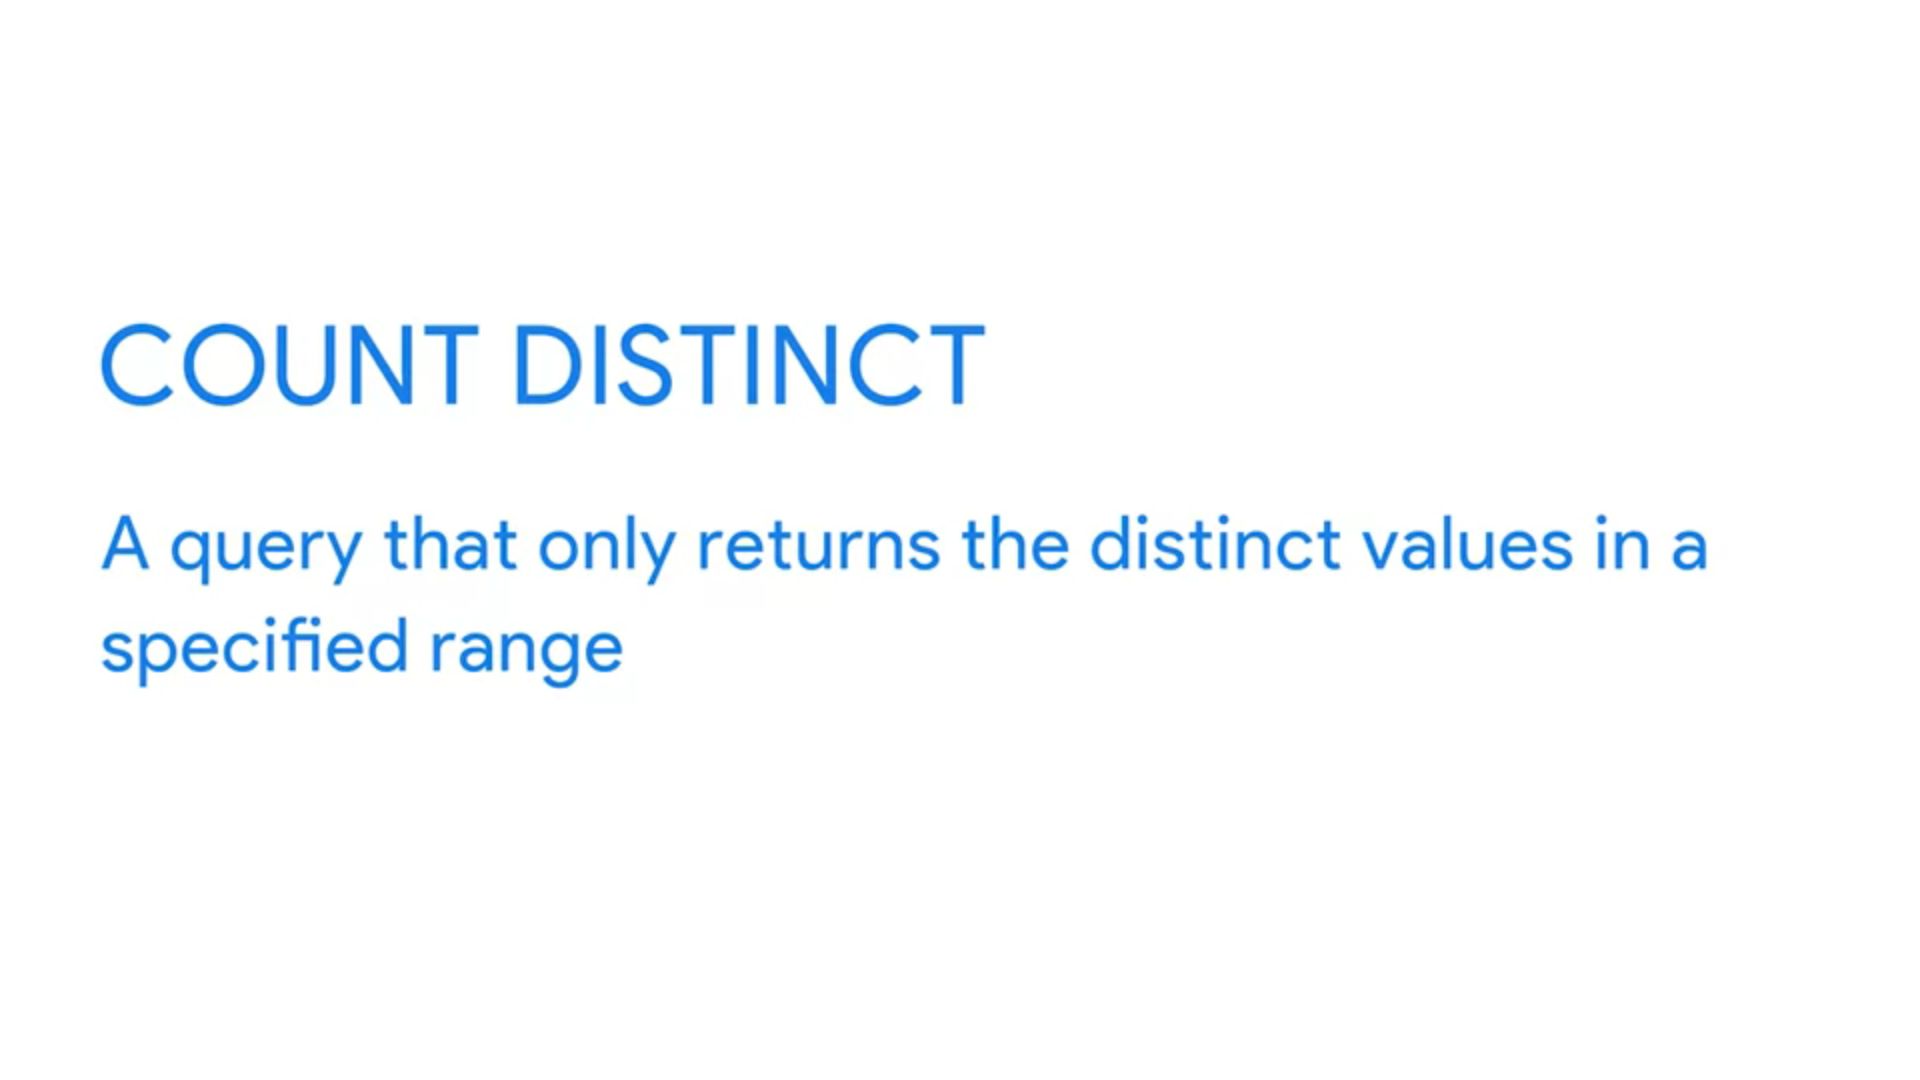 COUNT DISTINCT
A query that only returns the distinct values in a
specified range